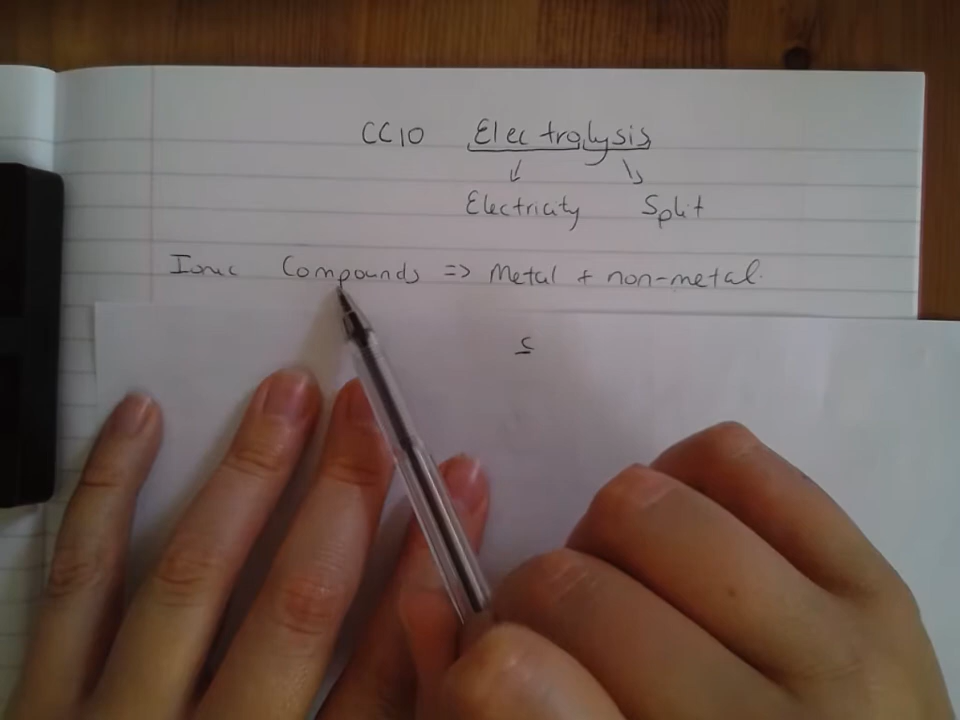 CC10 Electrolysis
Electricity Split
Ionic Compounds => Metal + non-metal.